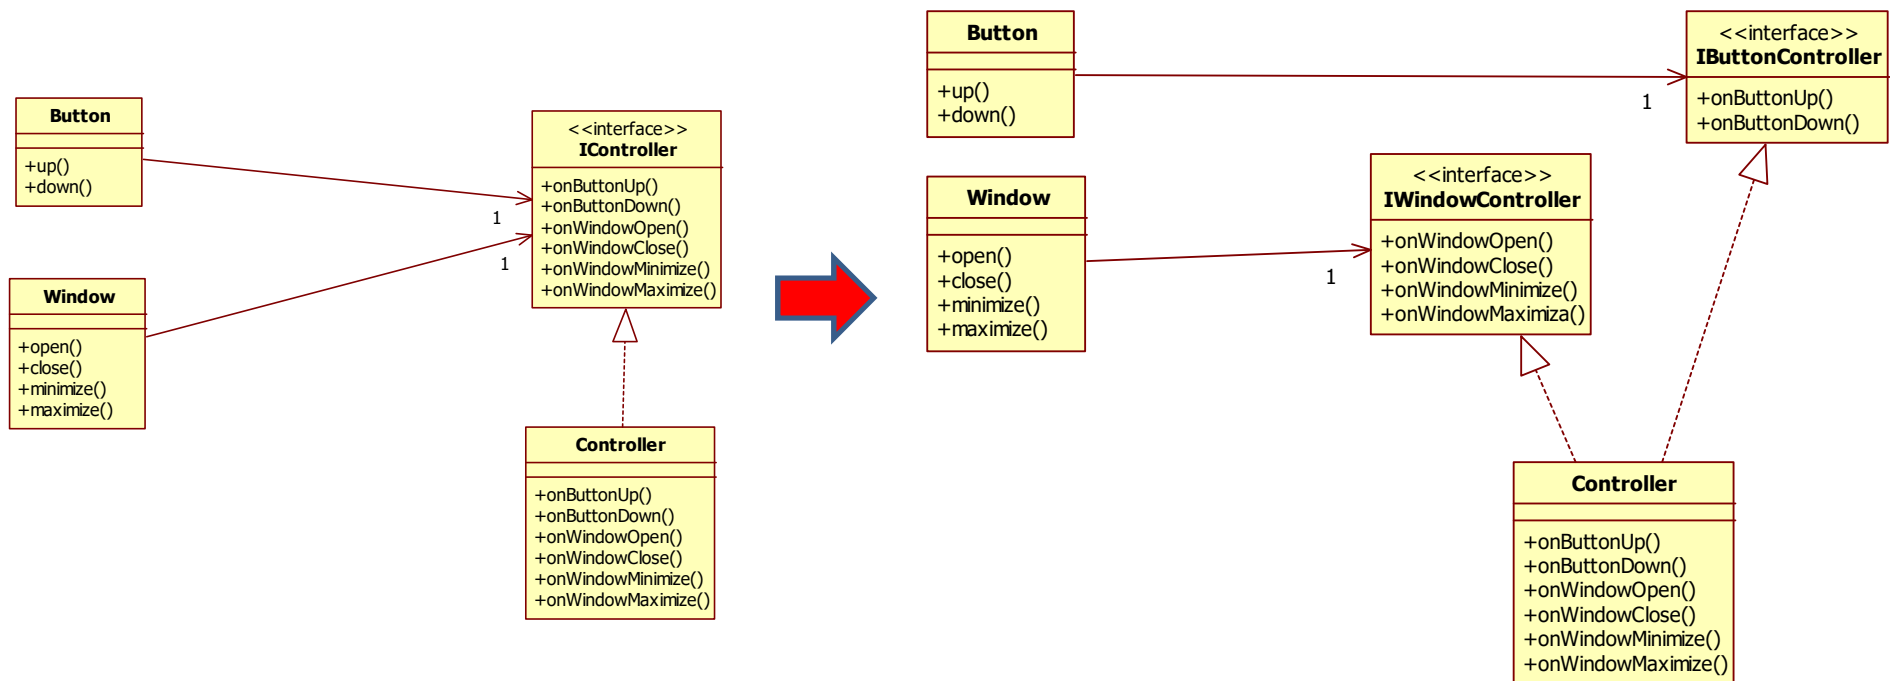 Button
+up()
+down()
Window
+open()
+close()
+minimize()
+maximize()
1
1
<<interface>>
IController
+onButtonUp()
+onButtonDown()
+onWindowOpen()
+onWindowClose()
+onWindowMinimize()
+onWindowMaximize()
Controller
+onButtonUp()
+onButtonDown()
+onWindowOpen()
+onWindowClose()
+onWindowMinimize()
+onWindowMaximize()
Button
+up()
+down()
1
<<interface>>
IButtonController
+onButtonUp()
+onButtonDown()
Window
+open()
+close()
+minimize()
+maximize()
1
<<interface>>
IWindowController
+onWindowOpen()
+onWindowClose()
+onWindowMinimize()
+onWindowMaximiza()
Controller
+onButtonUp()
+onButtonDown()
+onWindowOpen()
+onWindowClose()
+onWindowMinimize()
+onWindowMaximize()